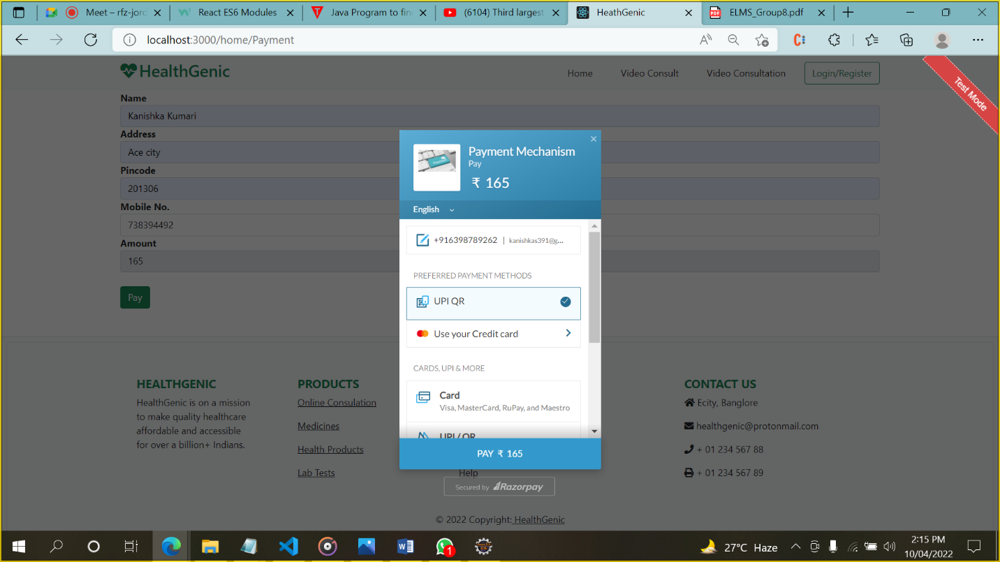 Meet – rfz-jord
React ES6 Modules
Java Program to fin
(6104) Third largest
HeathGenic
ELMS_Group8.pdf
localhost:3000/home/Payment
HealthGenic
Home
Video Consult
Video Consultation
Login/Register
Test Mode
Name
Kanishka Kumari
Address
Ace city
Pincode
201306
Mobile No.
738394492
Amount
165
Pay
Payment Mechanism
Pay
₹ 165
English
+916398789262 | kanishkas391@g...
PREFERRED PAYMENT METHODS
UPI QR
Use your Credit card
CARDS, UPI & MORE
Card
Visa, MasterCard, RuPay, and Maestro
UPI / QR
PAY ₹ 165
Secured by Razorpay
HEALTHGENIC
HealthGenic is on a mission
to make quality healthcare
affordable and accessible
for over a billion+ Indians.
PRODUCTS
Online Consulation
Medicines
Health Products
Lab Tests
Help
CONTACT US
Ecity, Banglore
healthgenic@protonmail.com
+ 01 234 567 88
+ 01 234 567 89
© 2022 Copyright: HealthGenic
1
27°C Haze
2:15 PM
10/04/2022